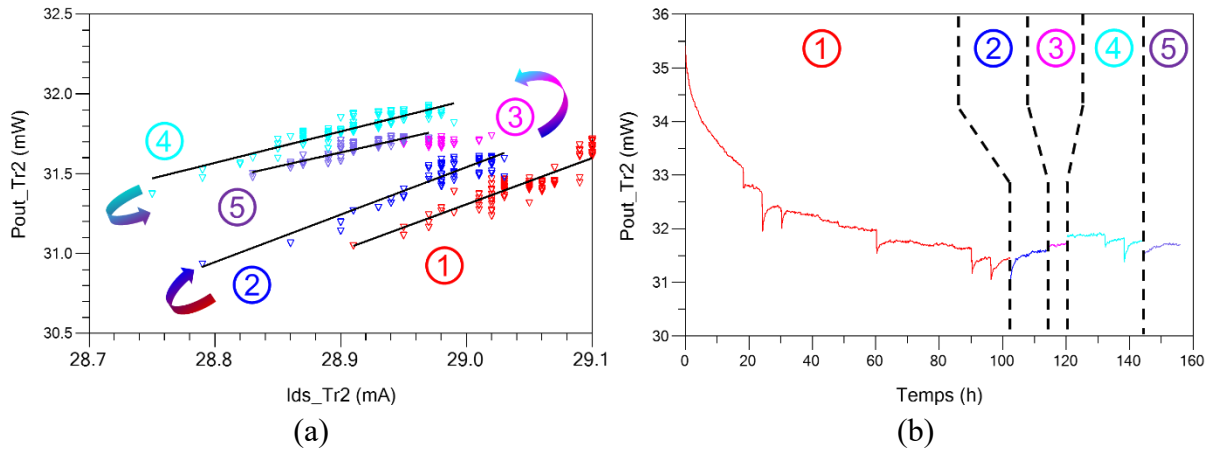 32.5
32.0
31.5
31.0
30.5
Pout_Tr2 (mW)
4
3
5
1
2
28.7 28.8 28.9 29.0 29.1
Ids_Tr2 (mA)
(a)
36
35
34
33
32
31
30
Pout_Tr2 (mW)
1 2 3 4 5
0 20 40 60 80 100 120 140 160
Temps (h)
(b)